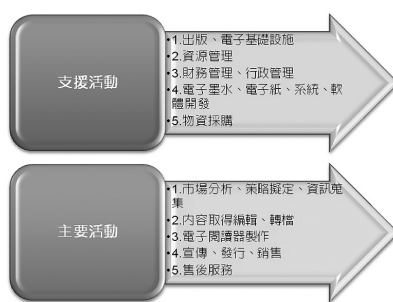 支援活動
•1.出版、電子基礎設施
•2.資源管理
•3.財務管理、行政管理
•4.電子墨水、電子紙、系統、軟
體開發
•5.物資採購
主要活動
•1.市場分析、策略擬定、資訊蒐
集
•2.內容取得編輯、轉檔
•3.電子閱讀器製作
•4.宣傳、發行、銷售
•5.售後服務